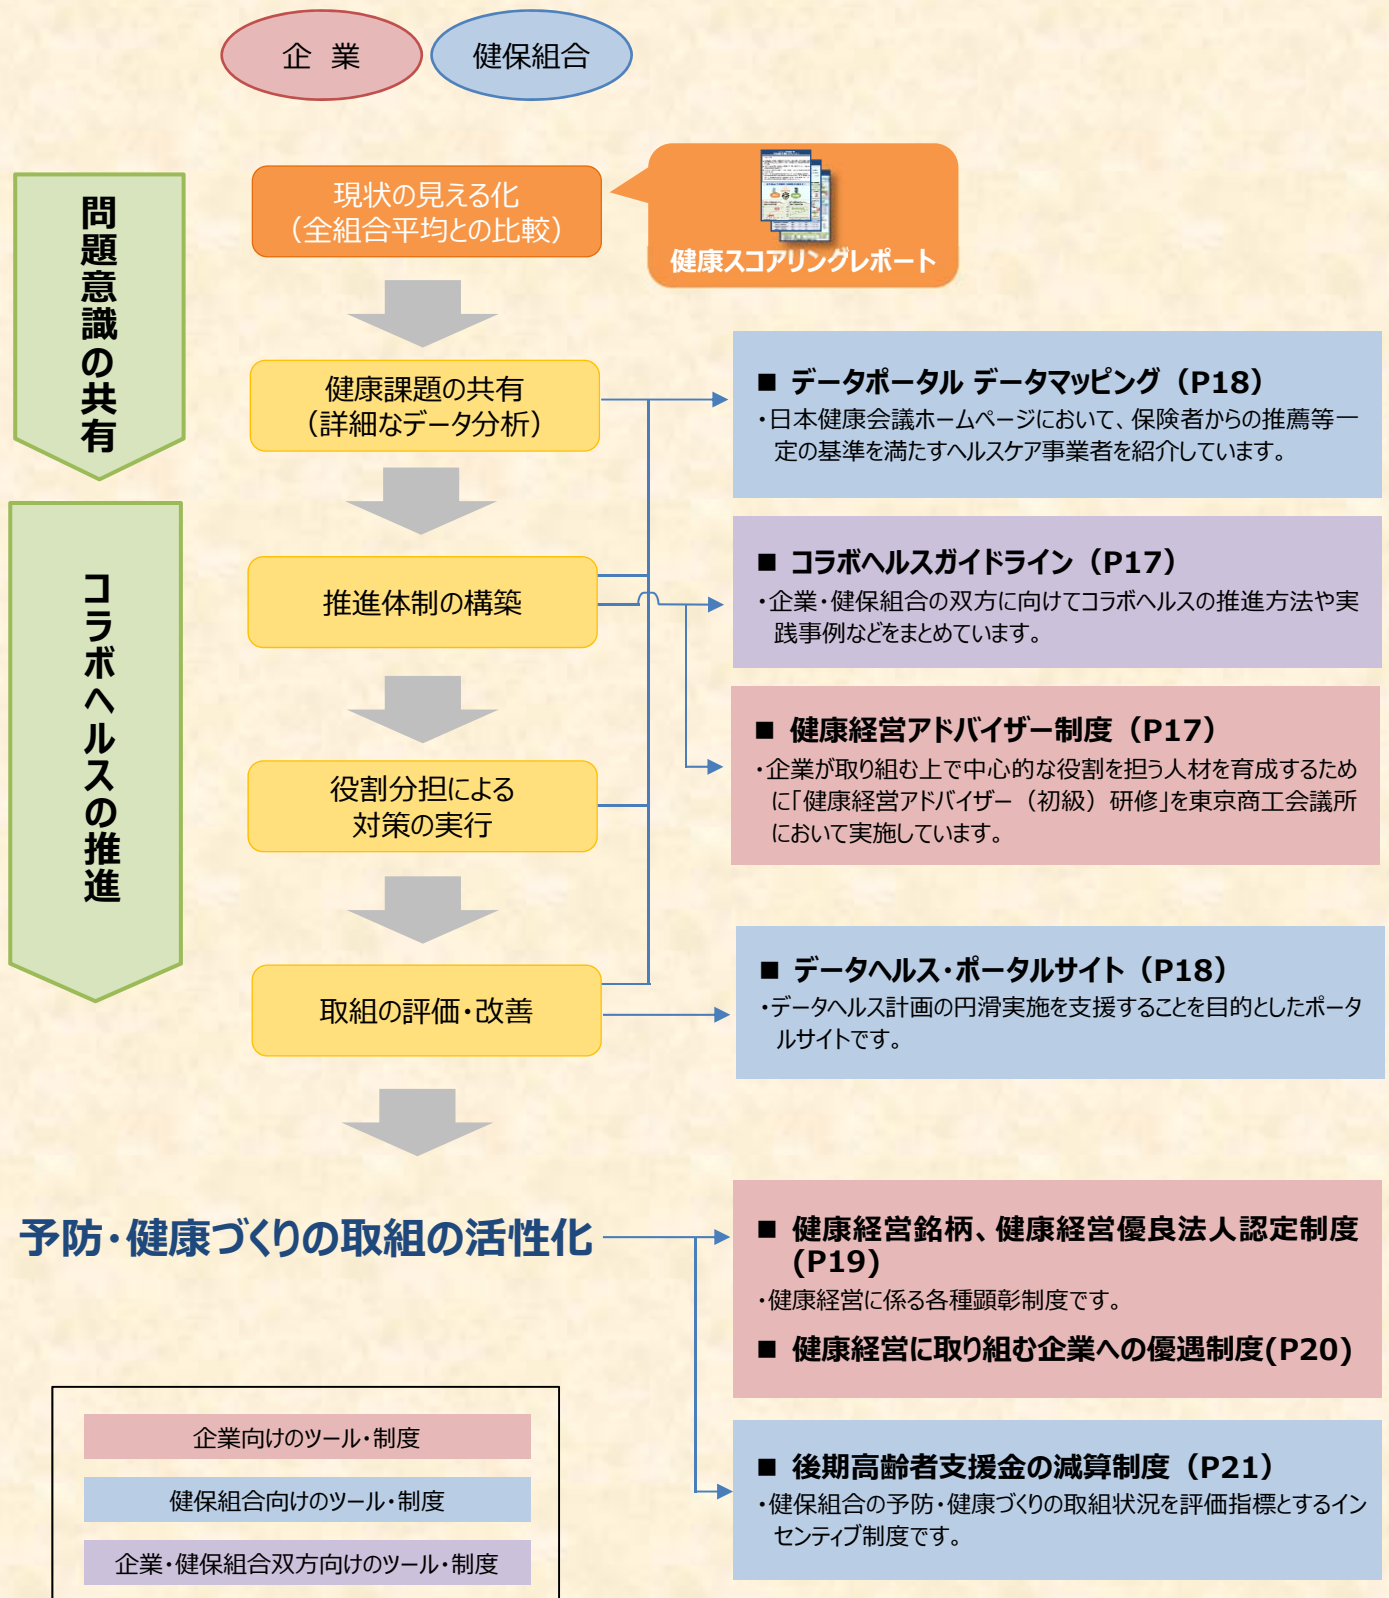 企 業
健保組合
問題意識の共有
現状の見える化
（全組合平均との比較）
健康スコアリングレポート
健康課題の共有
（詳細なデータ分析）
■ データポータル データマッピング（P18）
・日本健康会議ホームページにおいて、保険者からの推薦等一
定の基準を満たすヘルスケア事業者を紹介しています。
コラボヘルスの推進
推進体制の構築
■ コラボヘルスガイドライン（P17）
・企業・健保組合の双方に向けてコラボヘルスの推進方法や実
践事例などをまとめています。
■ 健康経営アドバイザー制度（P17）
・企業が取り組む上で中心的な役割を担う人材を育成するため
に「健康経営アドバイザー（初級）研修」を東京商工会議所
において実施しています。
役割分担による
対策の実行
取組の評価・改善
■ データヘルス・ポータルサイト（P18）
・データヘルス計画の円滑実施を支援することを目的としたポータ
ルサイトです。
予防・健康づくりの取組の活性化
■ 健康経営銘柄、健康経営優良法人認定制度
(P19)
・健康経営に係る各種顕彰制度です。
■ 健康経営に取り組む企業への優遇制度(P20)
■ 後期高齢者支援金の減算制度（P21）
・健保組合の予防・健康づくりの取組状況を評価指標とするイン
センティブ制度です。
企業向けのツール・制度
健保組合向けのツール・制度
企業・健保組合双方向けのツール・制度